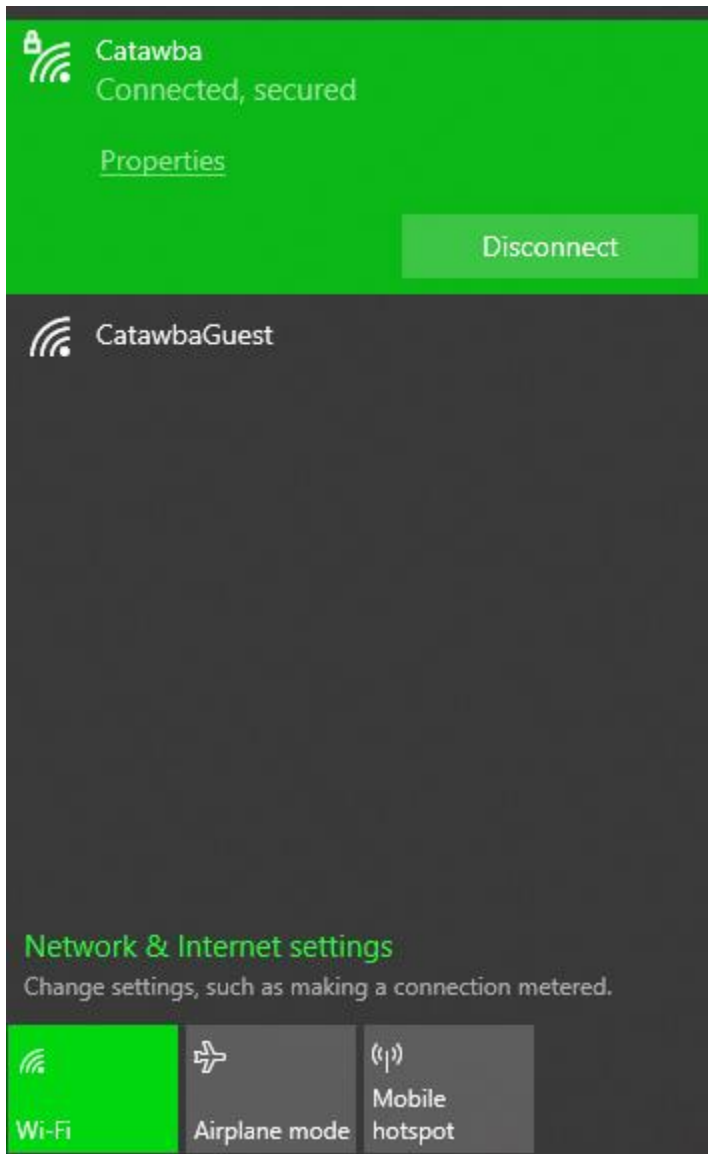 Catawba
Connected, secured
Properties
Disconnect
CatawbaGuest
Network & Internet settings
Change settings, such as making a connection metered.
Wi-Fi
Airplane mode
Mobile
hotspot